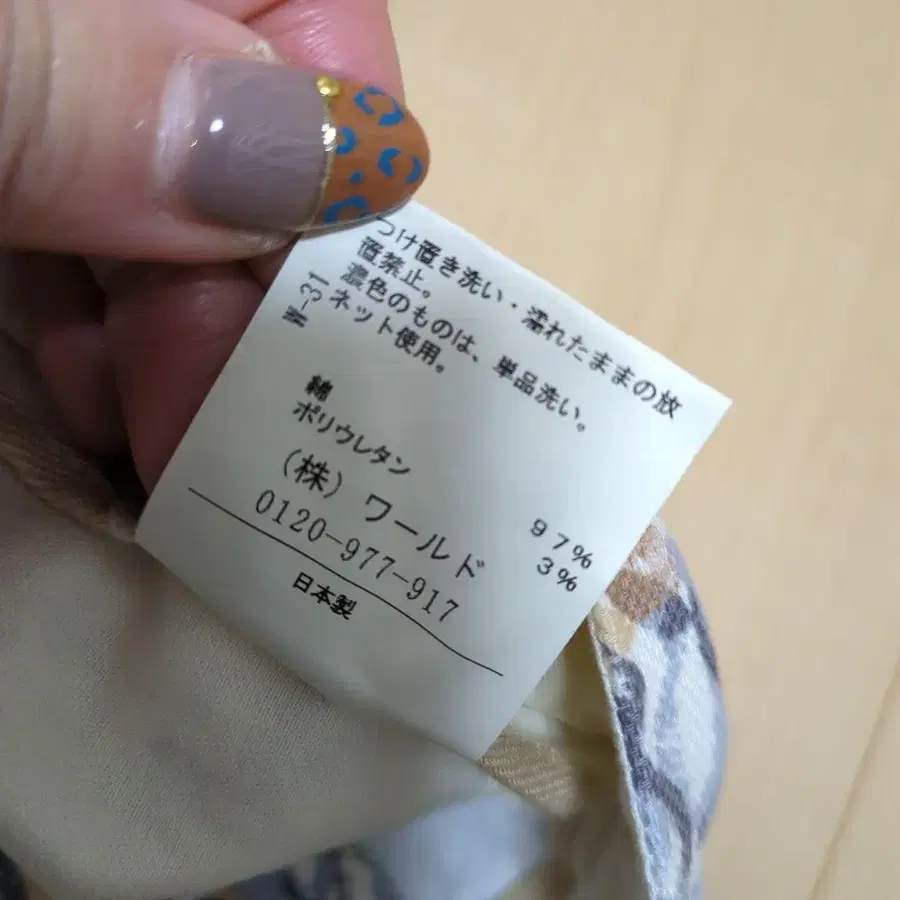 つけ置き洗い・濡れたままの放
置禁止。
濃色のものは、単品洗い。
ネット使用。
W-31
綿 97%
ポリウレタン 3%
(株) ワールド
0120-977-917
日本製